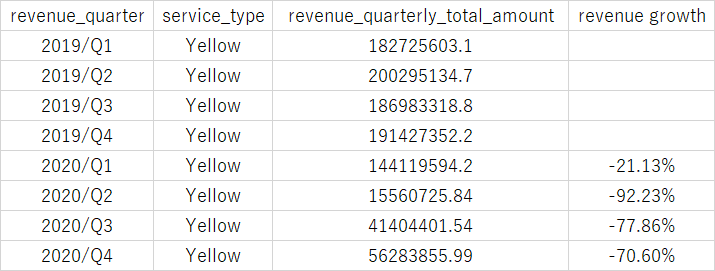 revenue_quarter service_type revenue_quarterly_total_amount revenue growth
2019/Q1 Yellow 182725603.1
2019/Q2 Yellow 200295134.7
2019/Q3 Yellow 186983318.8
2019/Q4 Yellow 191427352.2
2020/Q1 Yellow 144119594.2 -21.13%
2020/Q2 Yellow 15560725.84 -92.23%
2020/Q3 Yellow 41404401.54 -77.86%
2020/Q4 Yellow 56283855.99 -70.60%